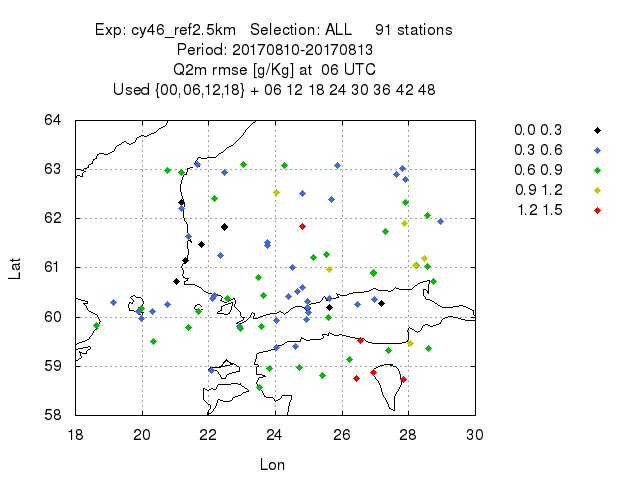 Exp: cy46_ref2.5km Selection: ALL 91 stations
Period: 20170810-20170813
Q2m rmse [g/Kg] at 06 UTC
Used {00,06,12,18} + 06 12 18 24 30 36 42 48
64
63
62
61
60
59
58
Lat
18 20 22 24 26 28 30
Lon
0.0 0.3
0.3 0.6
0.6 0.9
0.9 1.2
1.2 1.5